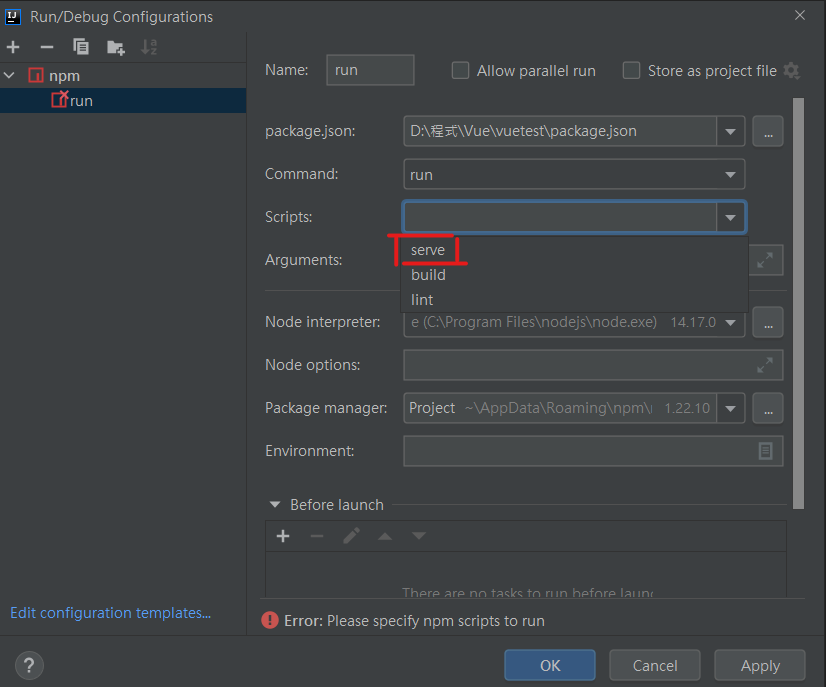 IJ Run/Debug Configurations
npm
run
Name: run Allow parallel run Store as project file
package.json: D:\程式\Vue\vuetest\package.json ...
Command: run
Scripts:
serve
build
lint
Arguments:
Node interpreter: e (C:\Program Files\nodejs\node.exe) 14.17.0 ...
Node options:
Package manager: Project ~\AppData\Roaming\npm\ 1.22.10 ...
Environment:
Before launch
There are no tasks to run before
Edit configuration templates...
Error: Please specify npm scripts to run
? OK Cancel Apply